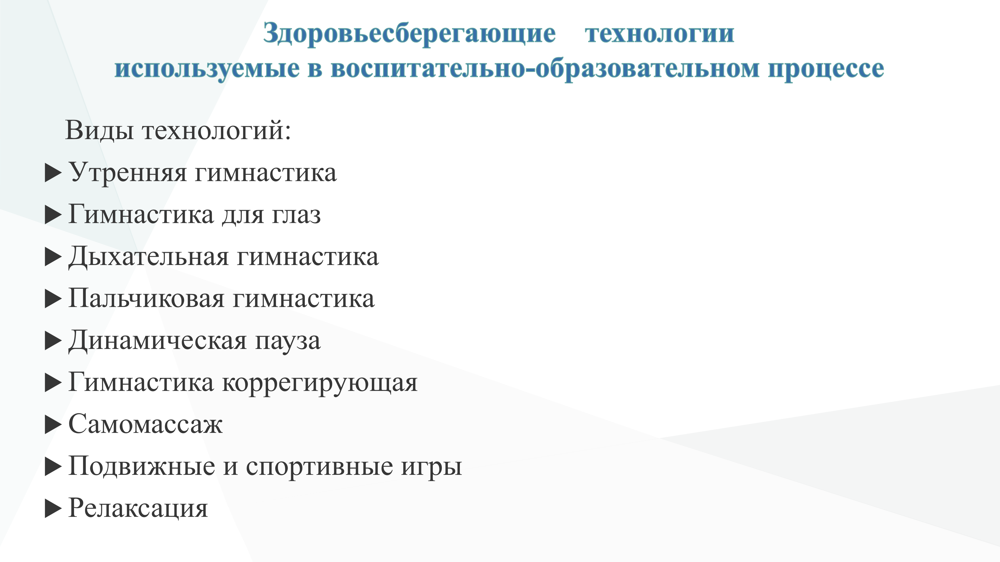 Здоровьесберегающие технологии
используемые в воспитательно-образовательном процессе
Виды технологий:
Утренняя гимнастика
Гимнастика для глаз
Дыхательная гимнастика
Пальчиковая гимнастика
Динамическая пауза
Гимнастика коррегирующая
Самомассаж
Подвижные и спортивные игры
Релаксация